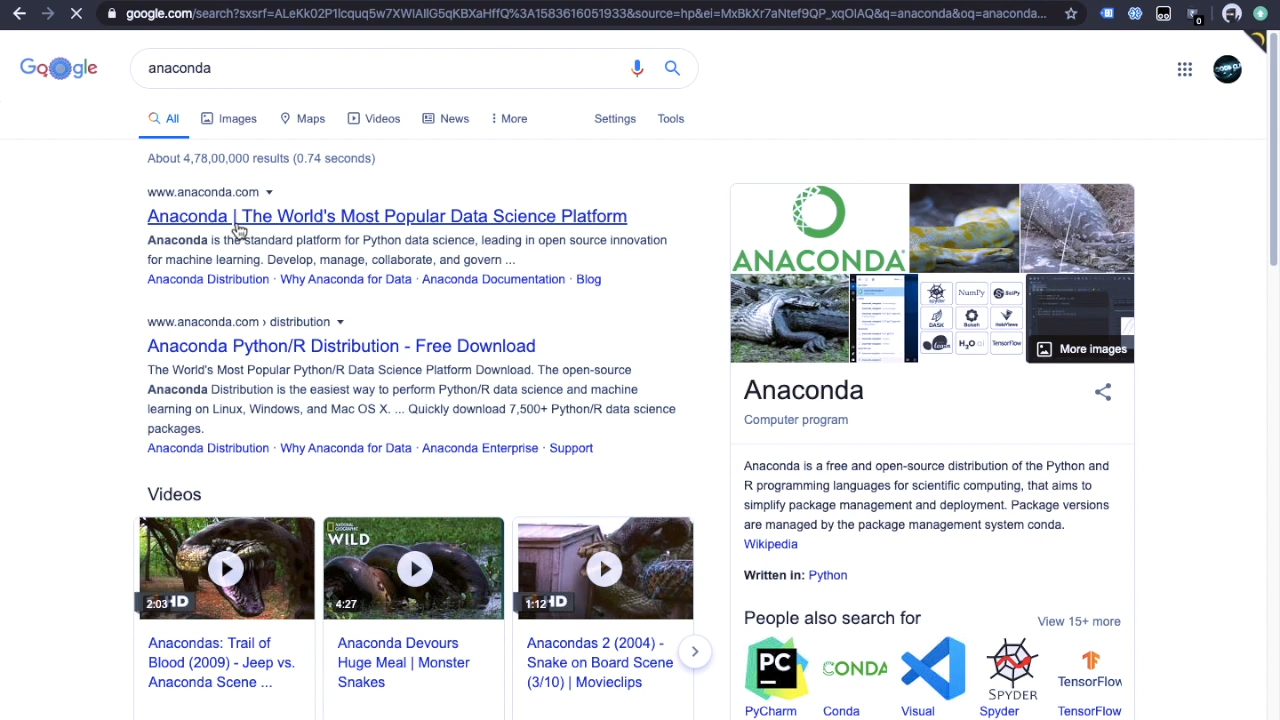 google.com/search?sxsrf=ALeKk02P1lcquq5w7XWlAIlG5qKBXaHffQ%3A1583616051933&source=hp&ei=MxBkXr7aNtef9QP_xqOIAQ&q=anaconda&oq=anaconda...
0
Google
anaconda
All
Images
Maps
Videos
News
More
Settings
Tools
About 4,78,00,000 results (0.74 seconds)
www.anaconda.com
Anaconda | The World's Most Popular Data Science Platform
Anaconda is the standard platform for Python data science, leading in open source innovation
for machine learning. Develop, manage, collaborate, and govern ...
Anaconda Distribution · Why Anaconda for Data · Anaconda Documentation · Blog
www.anaconda.com › distribution
Anaconda Python/R Distribution - Free Download
The World's Most Popular Python/R Data Science Platform Download. The open-source
Anaconda Distribution is the easiest way to perform Python/R data science and machine
learning on Linux, Windows, and Mac OS X. ... Quickly download 7,500+ Python/R data science
packages.
Anaconda Distribution · Why Anaconda for Data · Anaconda Enterprise · Support
Videos
2:03 HD
NATIONAL GEOGRAPHIC
WILD
4:27
1:12 HD
Anacondas: Trail of
Blood (2009) - Jeep vs.
Anaconda Scene ...
Anaconda Devours
Huge Meal | Monster
Snakes
Anacondas 2 (2004) -
Snake on Board Scene
(3/10) | Movieclips
ANACONDA
NumPy
SciPy
DASK
Bokeh
HoloViews
H2O
TensorFlow
More images
Anaconda
Computer program
Anaconda is a free and open-source distribution of the Python and
R programming languages for scientific computing, that aims to
simplify package management and deployment. Package versions
are managed by the package management system conda.
Wikipedia
Written in: Python
People also search for
View 15+ more
PC
CONDA
SPYDER
TensorFlow
PyCharm
Conda
Visual
Spyder
TensorFlow